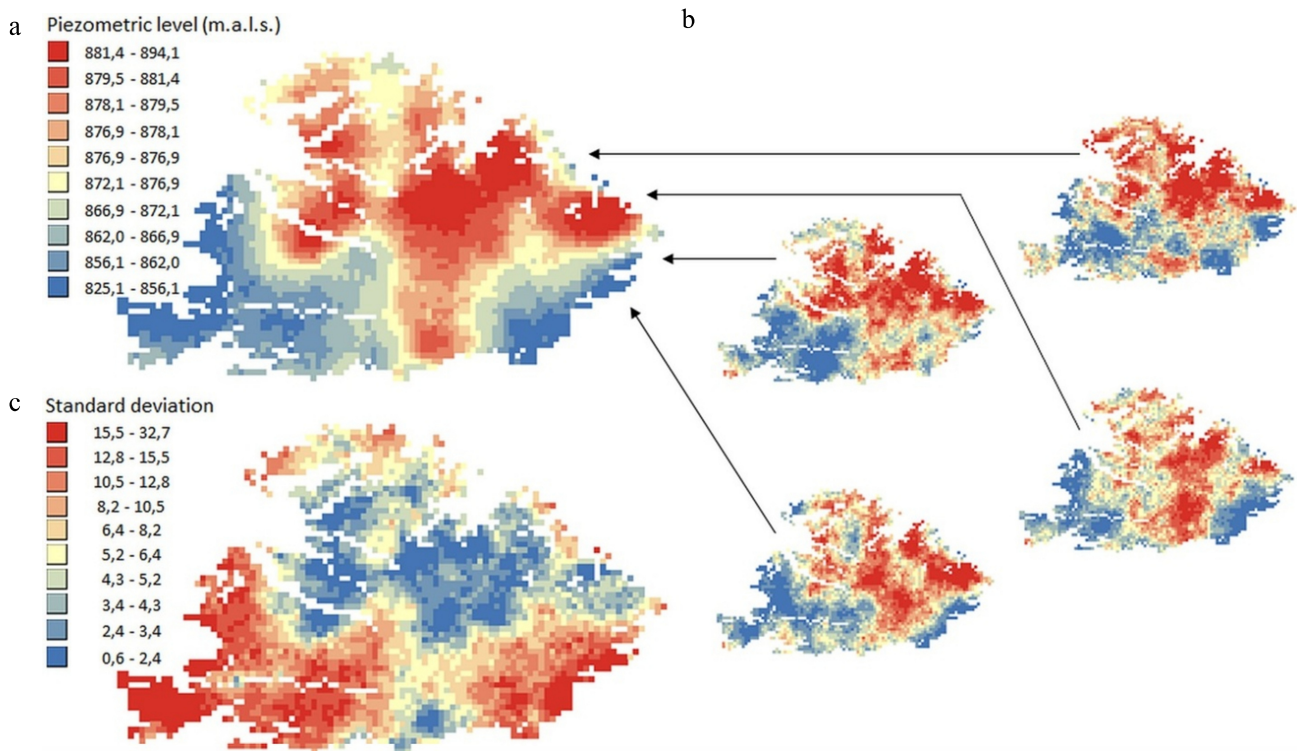 a
Piezometric level (m.a.l.s.)
881,4 - 894,1
879,5 - 881,4
878,1 - 879,5
876,9 - 878,1
876,9 - 876,9
872,1 - 876,9
866,9 - 872,1
862,0 - 866,9
856,1 - 862,0
825,1 - 856,1
b
c
Standard deviation
15,5 - 32,7
12,8 - 15,5
10,5 - 12,8
8,2 - 10,5
6,4 - 8,2
5,2 - 6,4
4,3 - 5,2
3,4 - 4,3
2,4 - 3,4
0,6 - 2,4